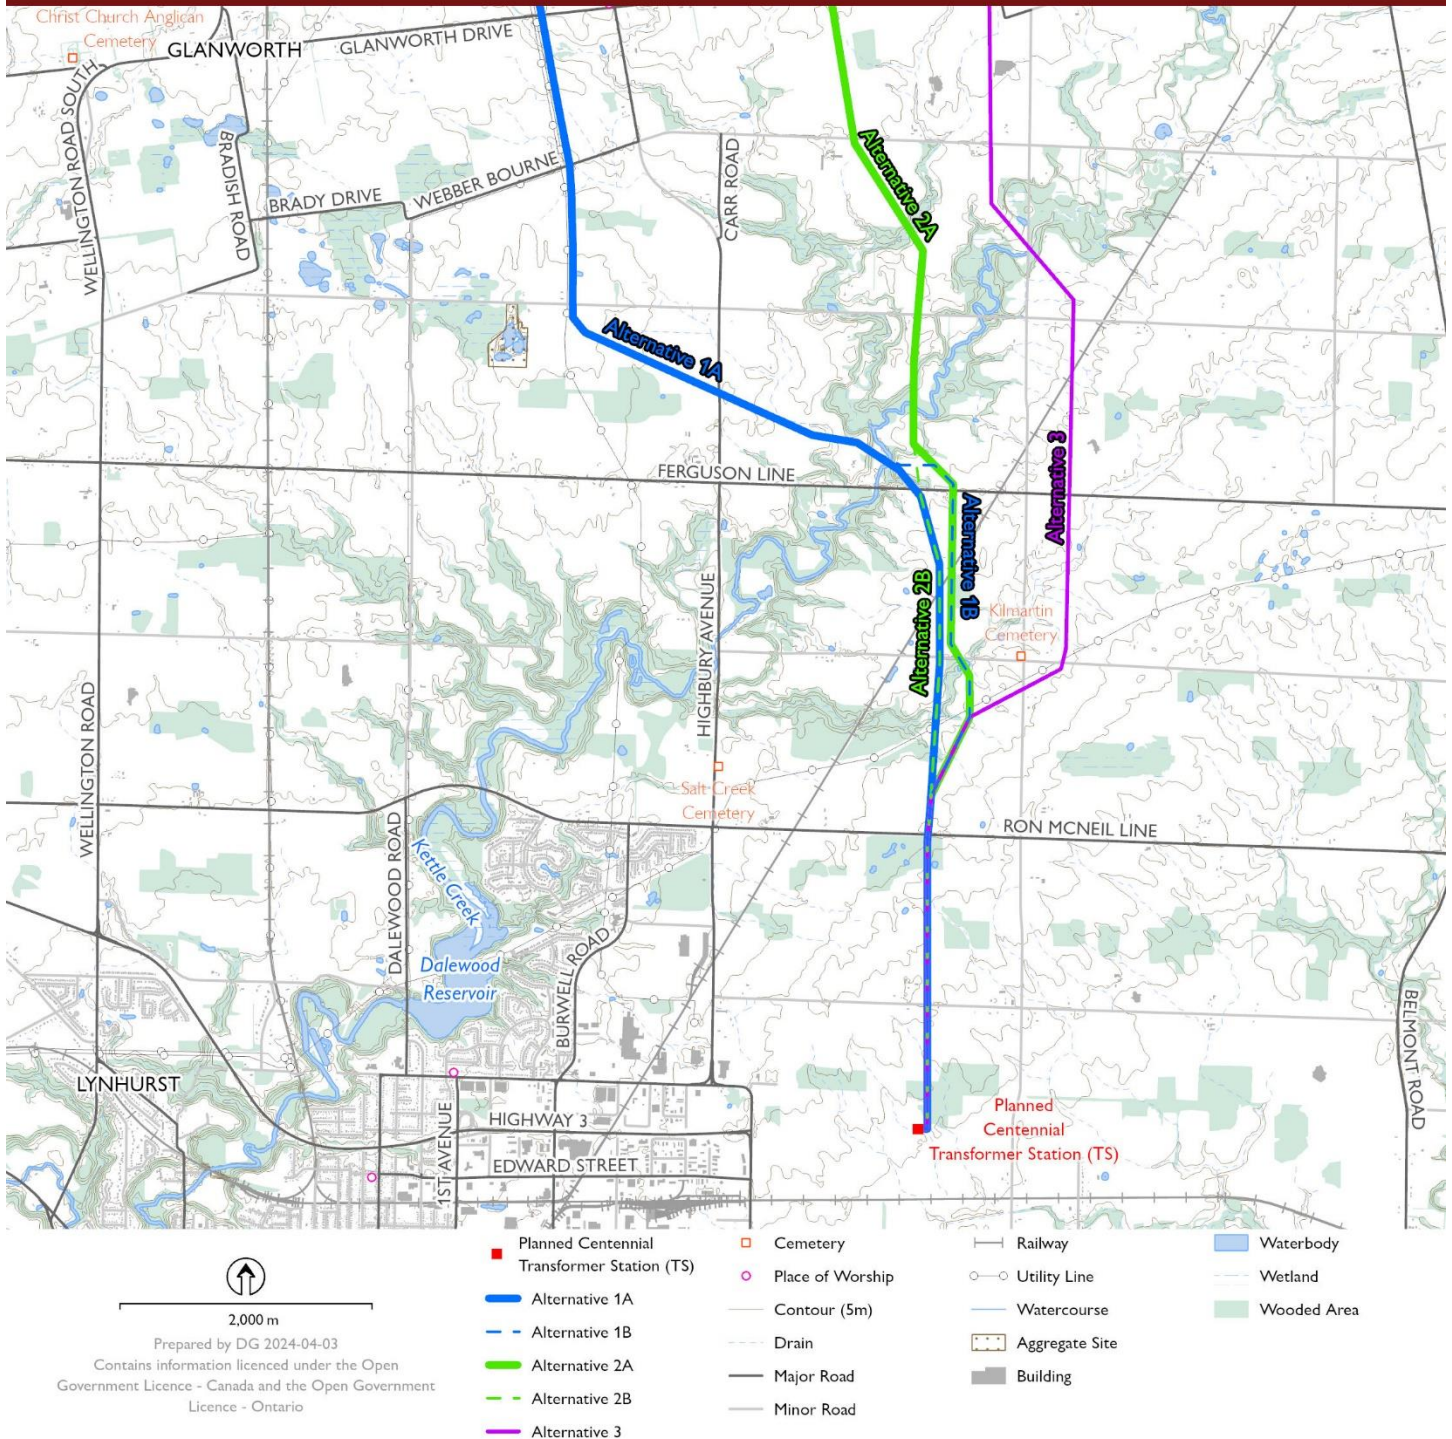 Christ Church Anglican
Cemetery
GLANWORTH
GLANWORTH DRIVE
WELLINGTON ROAD SOUTH
BRADISH ROAD
BRADY DRIVE
WEBBER BOURNE
CARR ROAD
Alternative 2A
Alternative 1A
Alternative 3
FERGUSON LINE
Alternative 1B
Alternative 2B
Kilmartin
Cemetery
HIGHBURY AVENUE
WELLINGTON ROAD
Salt Creek
Cemetery
RON MCNEIL LINE
DALEWOOD ROAD
Kettle Creek
Dalewood
Reservoir
BURWELL ROAD
BELMONT ROAD
LYNHURST
1ST AVENUE
HIGHWAY 3
EDWARD STREET
Planned
Centennial
Transformer Station (TS)
2,000 m
Prepared by DG 2024-04-03
Contains information licenced under the Open
Government Licence - Canada and the Open Government
Licence - Ontario
Planned Centennial
Transformer Station (TS)
Alternative 1A
Alternative 1B
Alternative 2A
Alternative 2B
Alternative 3
Cemetery
Place of Worship
Contour (5m)
Drain
Major Road
Minor Road
Railway
Utility Line
Watercourse
Aggregate Site
Building
Waterbody
Wetland
Wooded Area